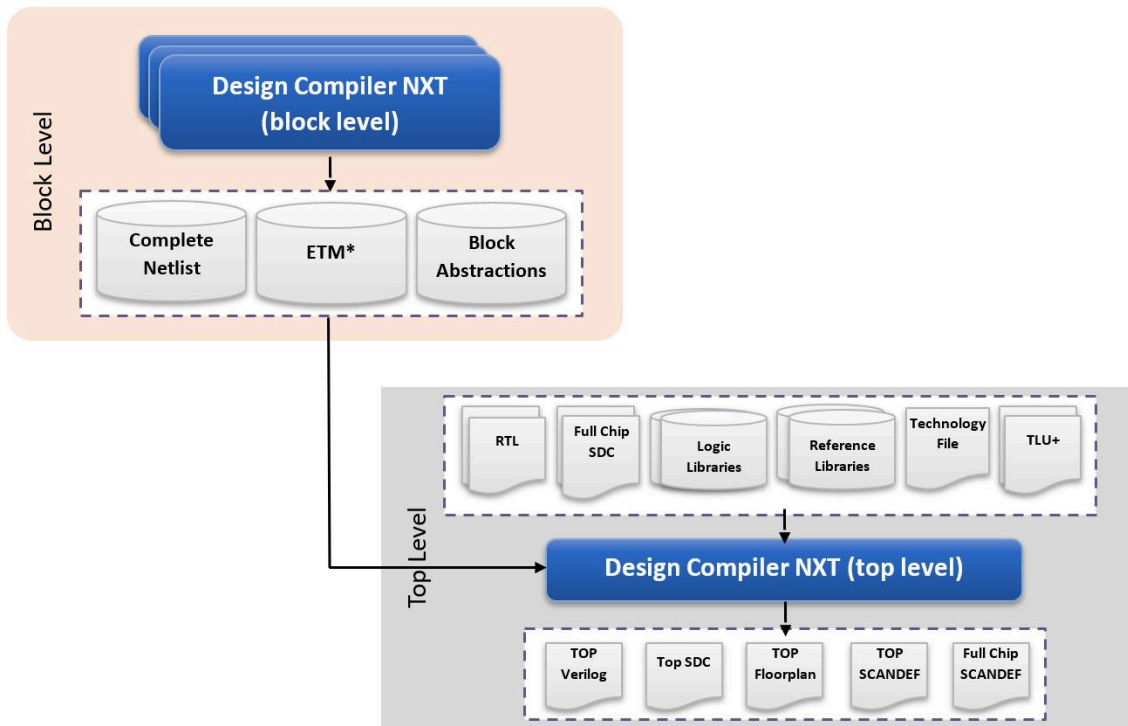 Block Level
Design Compiler NXT
(block level)
Complete
Netlist
ETM*
Block
Abstractions
Top Level
RTL
Full Chip
SDC
Logic
Libraries
Reference
Libraries
Technology
File
TLU+
Design Compiler NXT (top level)
TOP
Verilog
Top SDC
TOP
Floorplan
TOP
SCANDEF
Full Chip
SCANDEF